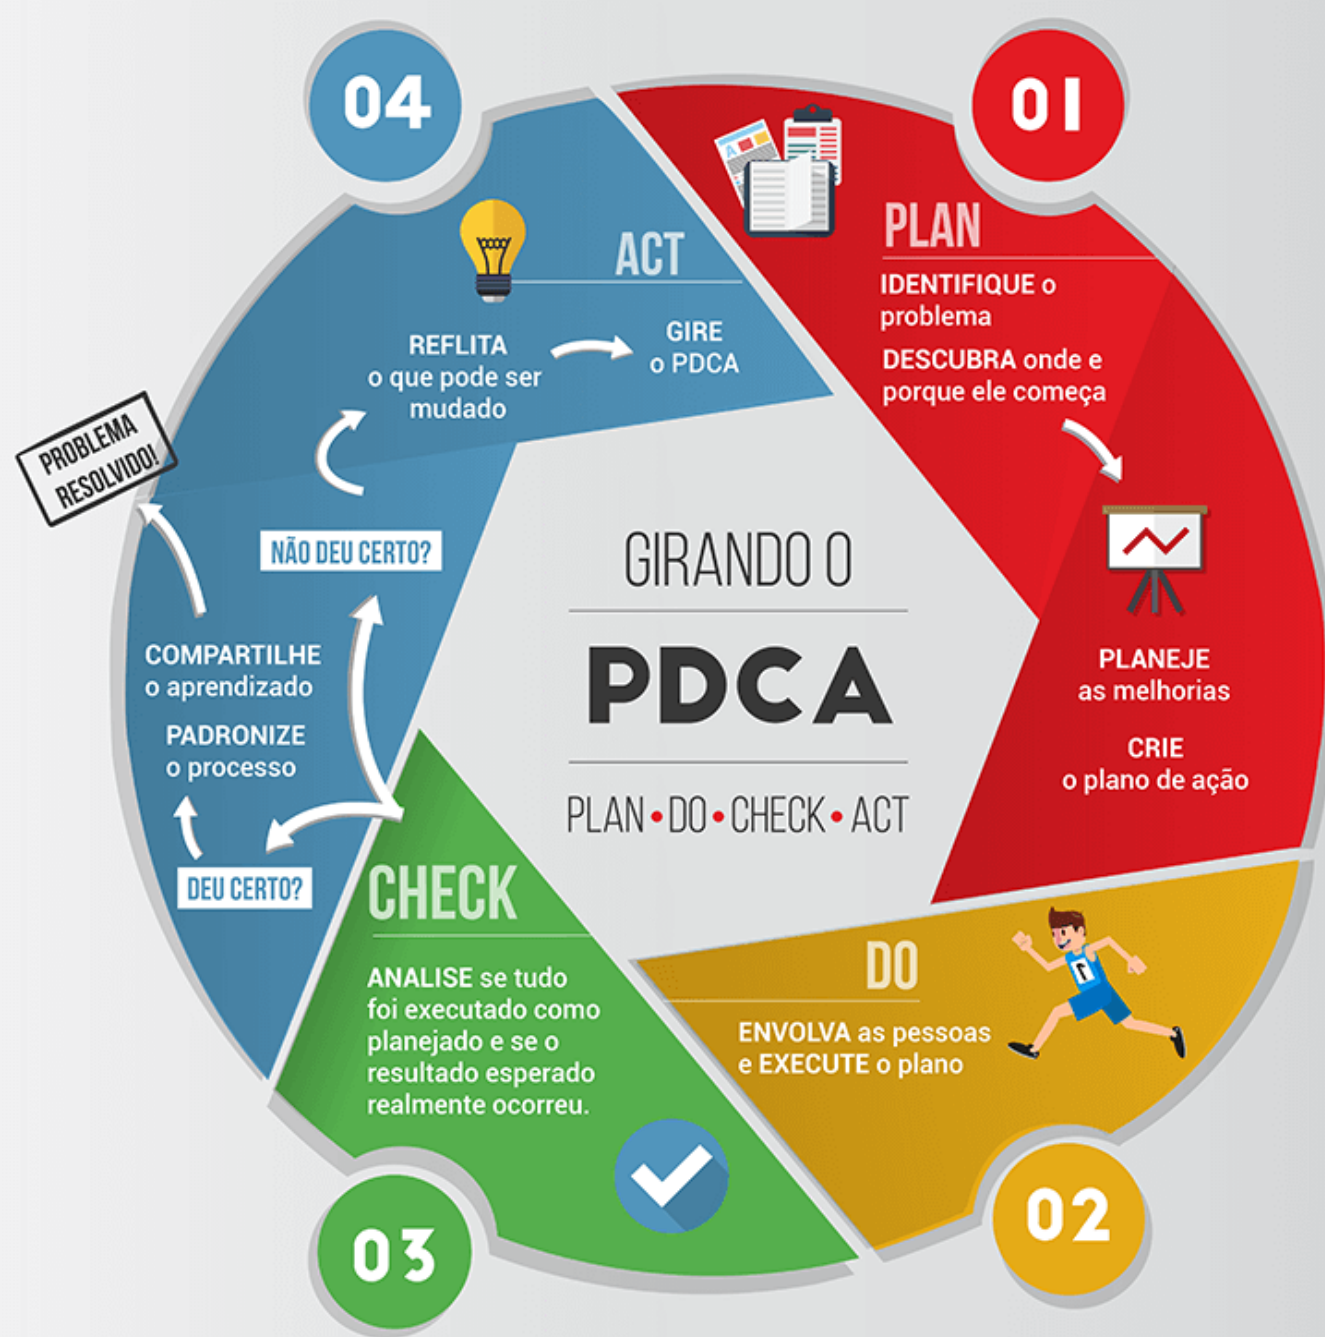 GIRANDO O
PDCA
PLAN • DO • CHECK • ACT
01
PLAN
IDENTIFIQUE o
problema
DESCUBRA onde e
porque ele começa
PLANEJE
as melhorias
CRIE
o plano de ação
02
DO
ENVOLVA as pessoas
e EXECUTE o plano
1
03
CHECK
ANALISE se tudo
foi executado como
planejado e se o
resultado esperado
realmente ocorreu.
04
ACT
DEU CERTO?
PADRONIZE
o processo
COMPARTILHE
o aprendizado
PROBLEMA
RESOLVIDO!
NÃO DEU CERTO?
REFLITA
o que pode ser
mudado
GIRE
o PDCA
A